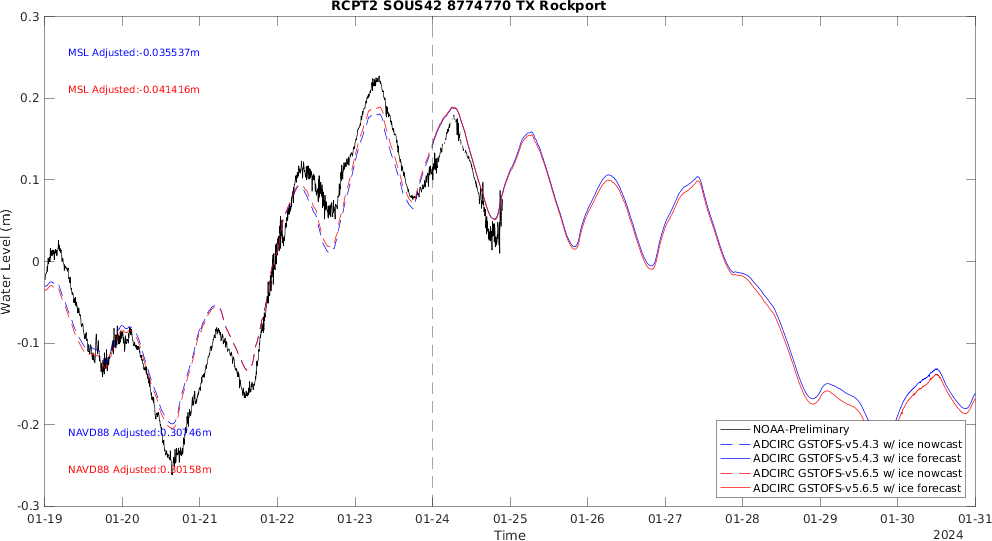 RCPT2 SOUS42 8774770 TX Rockport
0.3
MSL Adjusted:-0.035537m
MSL Adjusted:-0.041416m
0.2
0.1
Water Level (m)
0
-0.1
-0.2
NAVD88 Adjusted:0.30746m
NAVD88 Adjusted:0.30158m
-0.3
NOAA-Preliminary
ADCIRC GSTOFS-v5.4.3 w/ ice nowcast
ADCIRC GSTOFS-v5.4.3 w/ ice forecast
ADCIRC GSTOFS-v5.6.5 w/ ice nowcast
ADCIRC GSTOFS-v5.6.5 w/ ice forecast
01-19 01-20 01-21 01-22 01-23 01-24 01-25 01-26 01-27 01-28 01-29 01-30 01-31
Time
2024